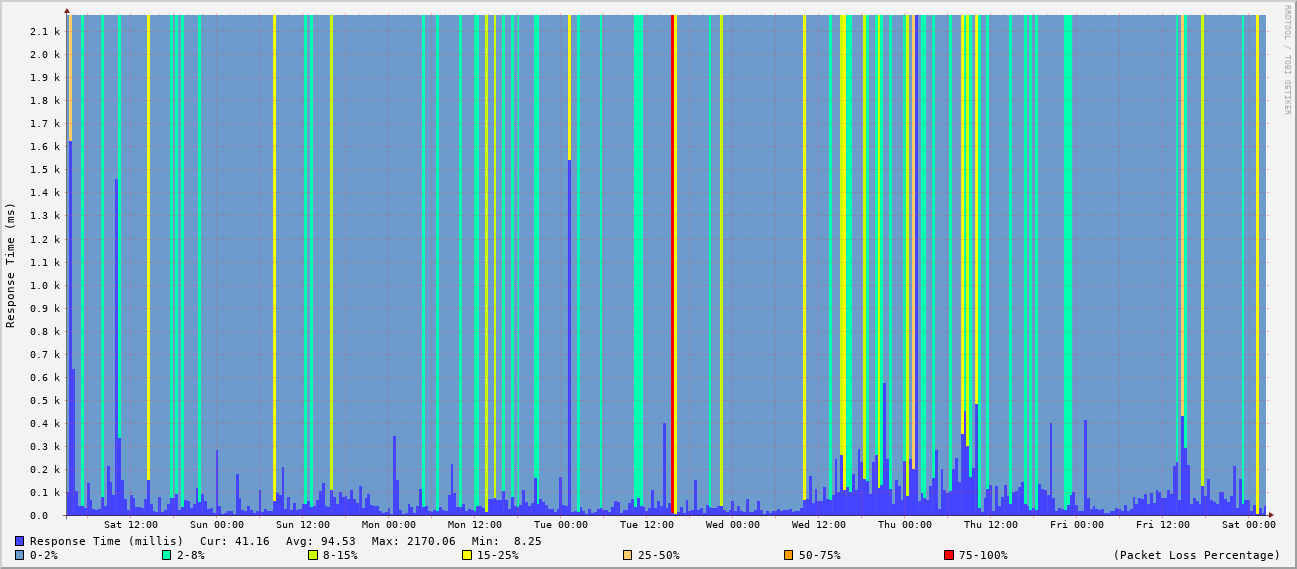 RRDTOOL / TOBI OETIKER
Response Time (ms)
2.1 k
2.0 k
1.9 k
1.8 k
1.7 k
1.6 k
1.5 k
1.4 k
1.3 k
1.2 k
1.1 k
1.0 k
0.9 k
0.8 k
0.7 k
0.6 k
0.5 k
0.4 k
0.3 k
0.2 k
0.1 k
0.0
Sat 12:00 Sun 00:00 Sun 12:00 Mon 00:00 Mon 12:00 Tue 00:00 Tue 12:00 Wed 00:00 Wed 12:00 Thu 00:00 Thu 12:00 Fri 00:00 Fri 12:00 Sat 00:00
Response Time (millis) Cur: 41.16 Avg: 94.53 Max: 2170.06 Min: 8.25
0-2% 2-8% 8-15% 15-25% 25-50% 50-75% 75-100% (Packet Loss Percentage)